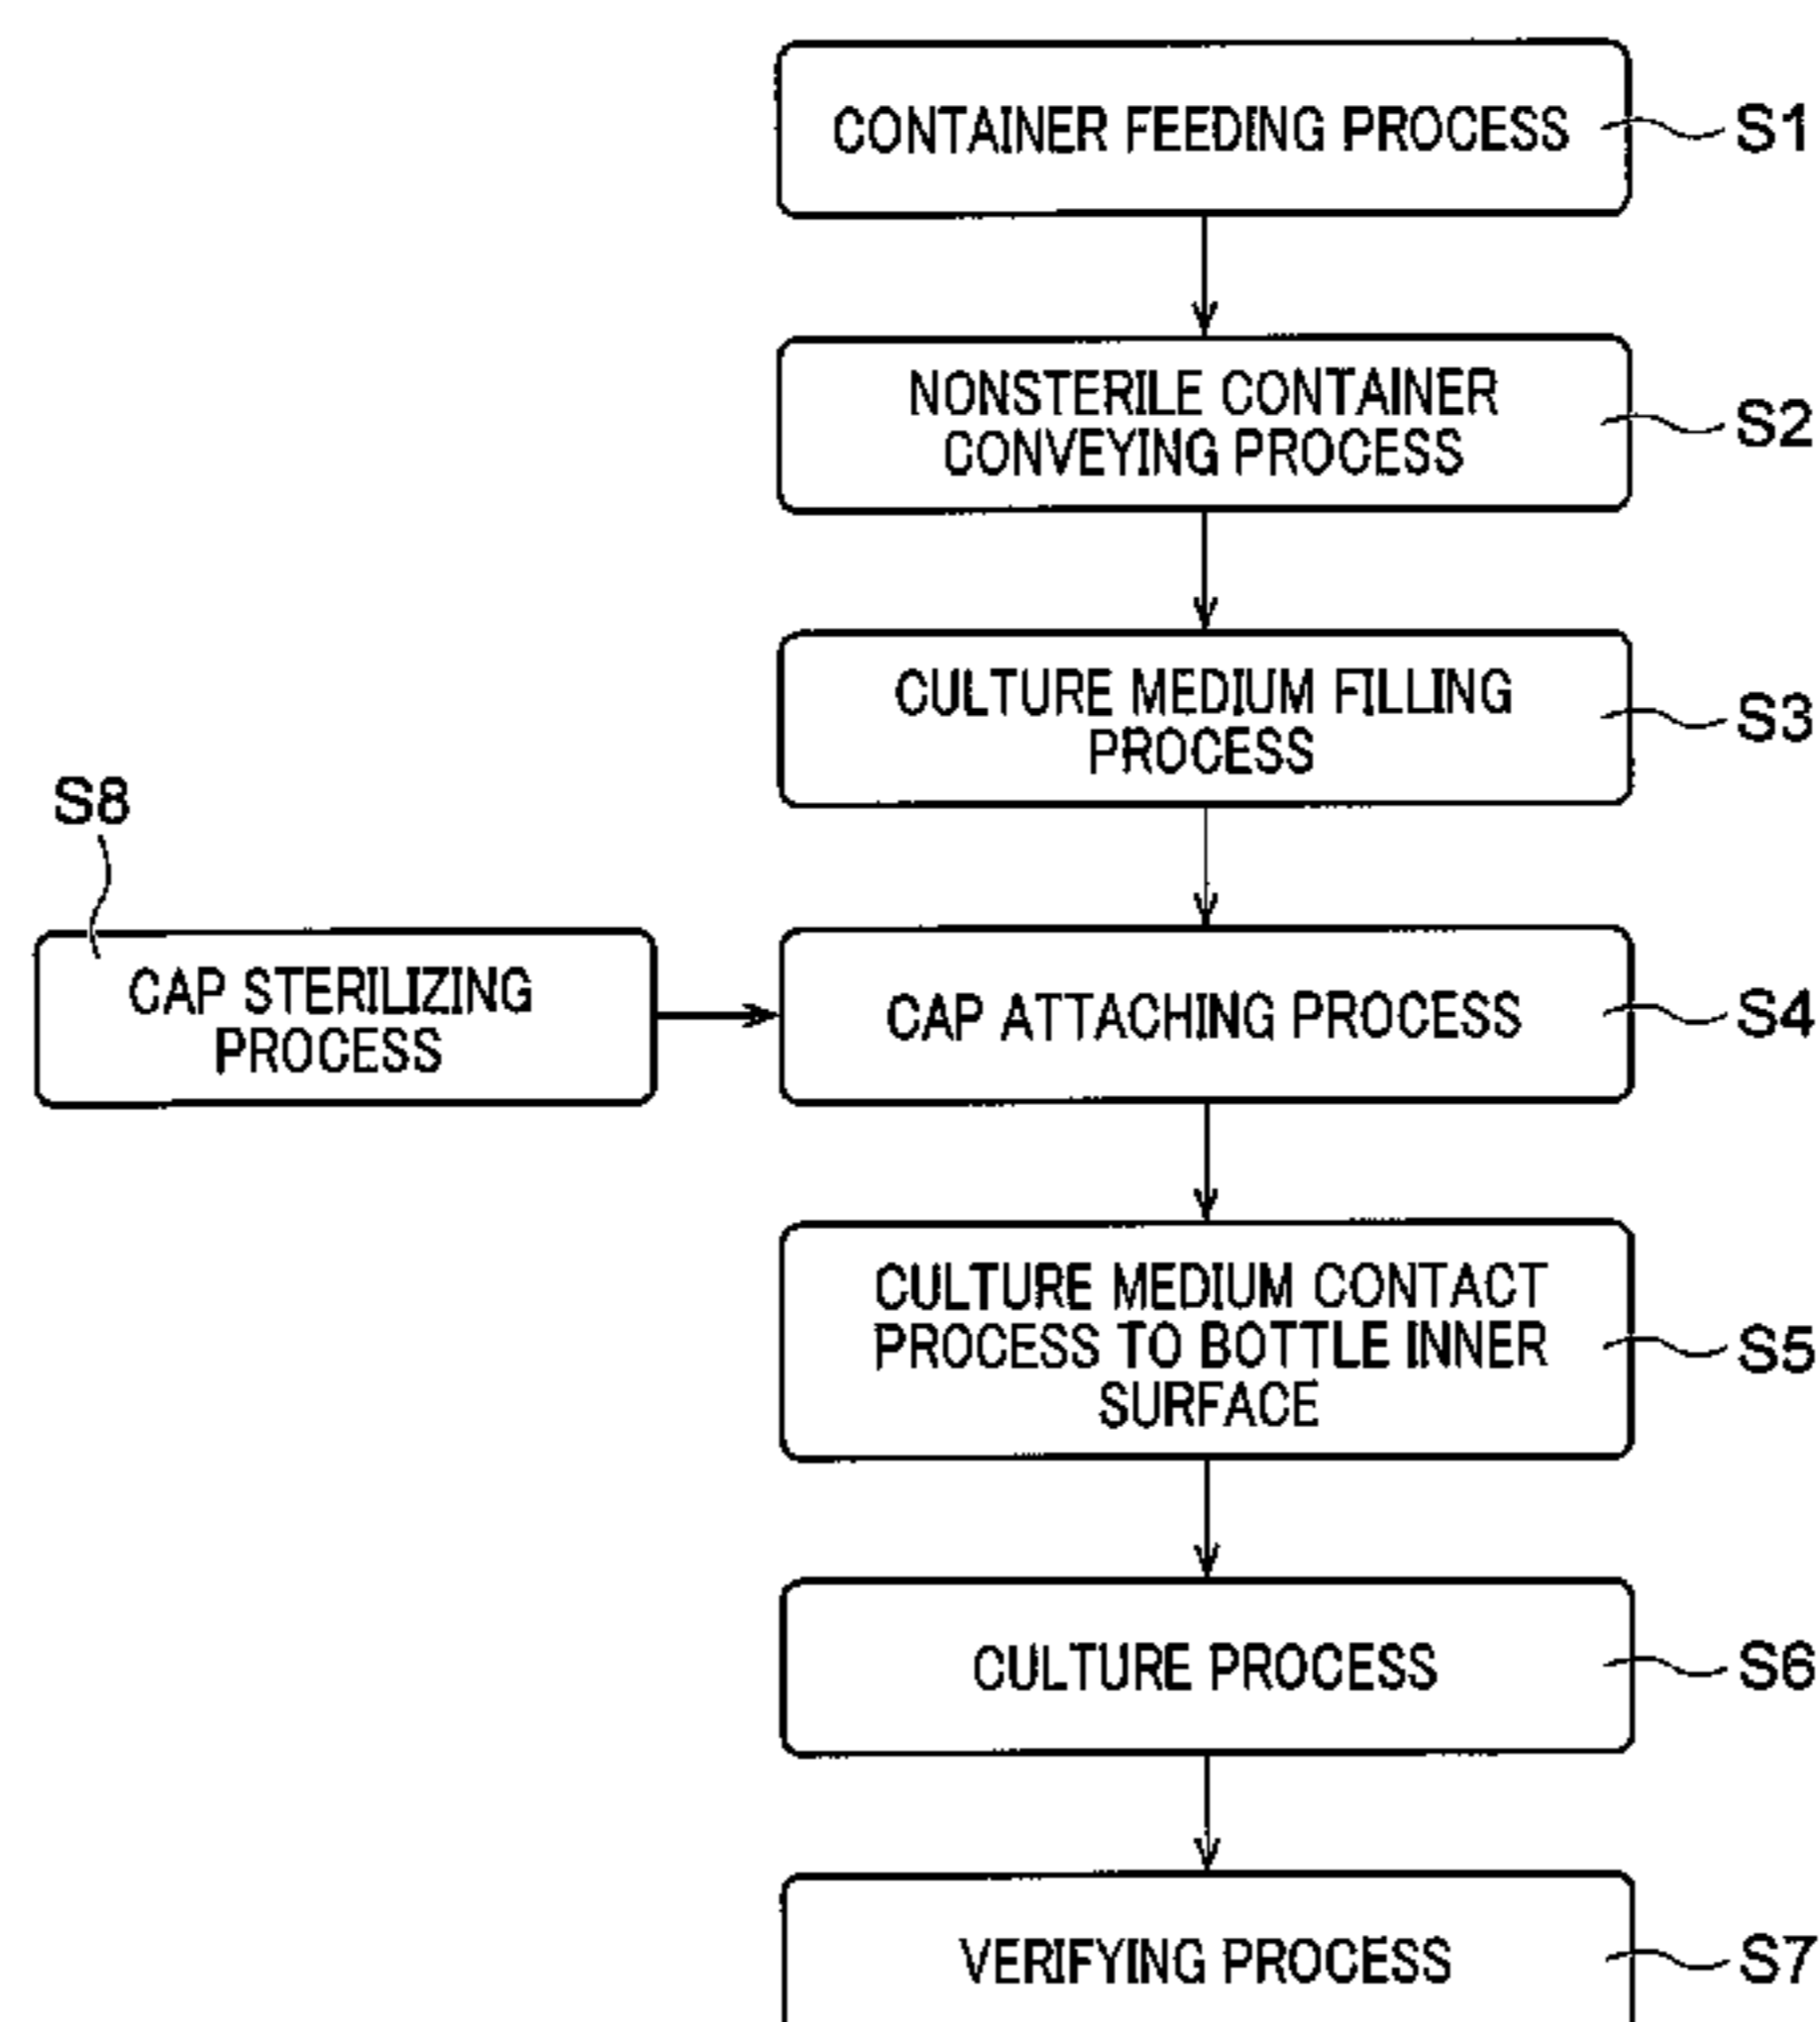 CONTAINER FEEDING PROCESS
S1
NONSTERILE CONTAINER
CONVEYING PROCESS
S2
CULTURE MEDIUM FILLING
PROCESS
S3
S8
CAP STERILIZING
PROCESS
CAP ATTACHING PROCESS
S4
CULTURE MEDIUM CONTACT
PROCESS TO BOTTLE INNER
SURFACE
S5
CULTURE PROCESS
S6
VERIFYING PROCESS
S7